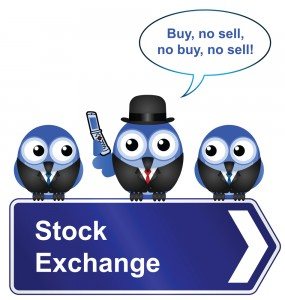 Buy, no sell,
no buy, no sell!
Stock
Exchange